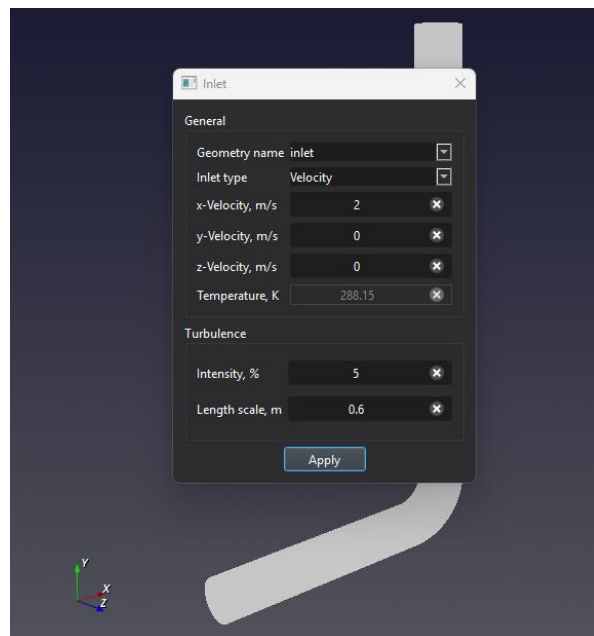 Inlet
General
Geometry name inlet
Inlet type Velocity
x-Velocity, m/s 2
y-Velocity, m/s 0
z-Velocity, m/s 0
Temperature, K 288.15
Turbulence
Intensity, % 5
Length scale, m 0.6
Apply
Y
X
Z